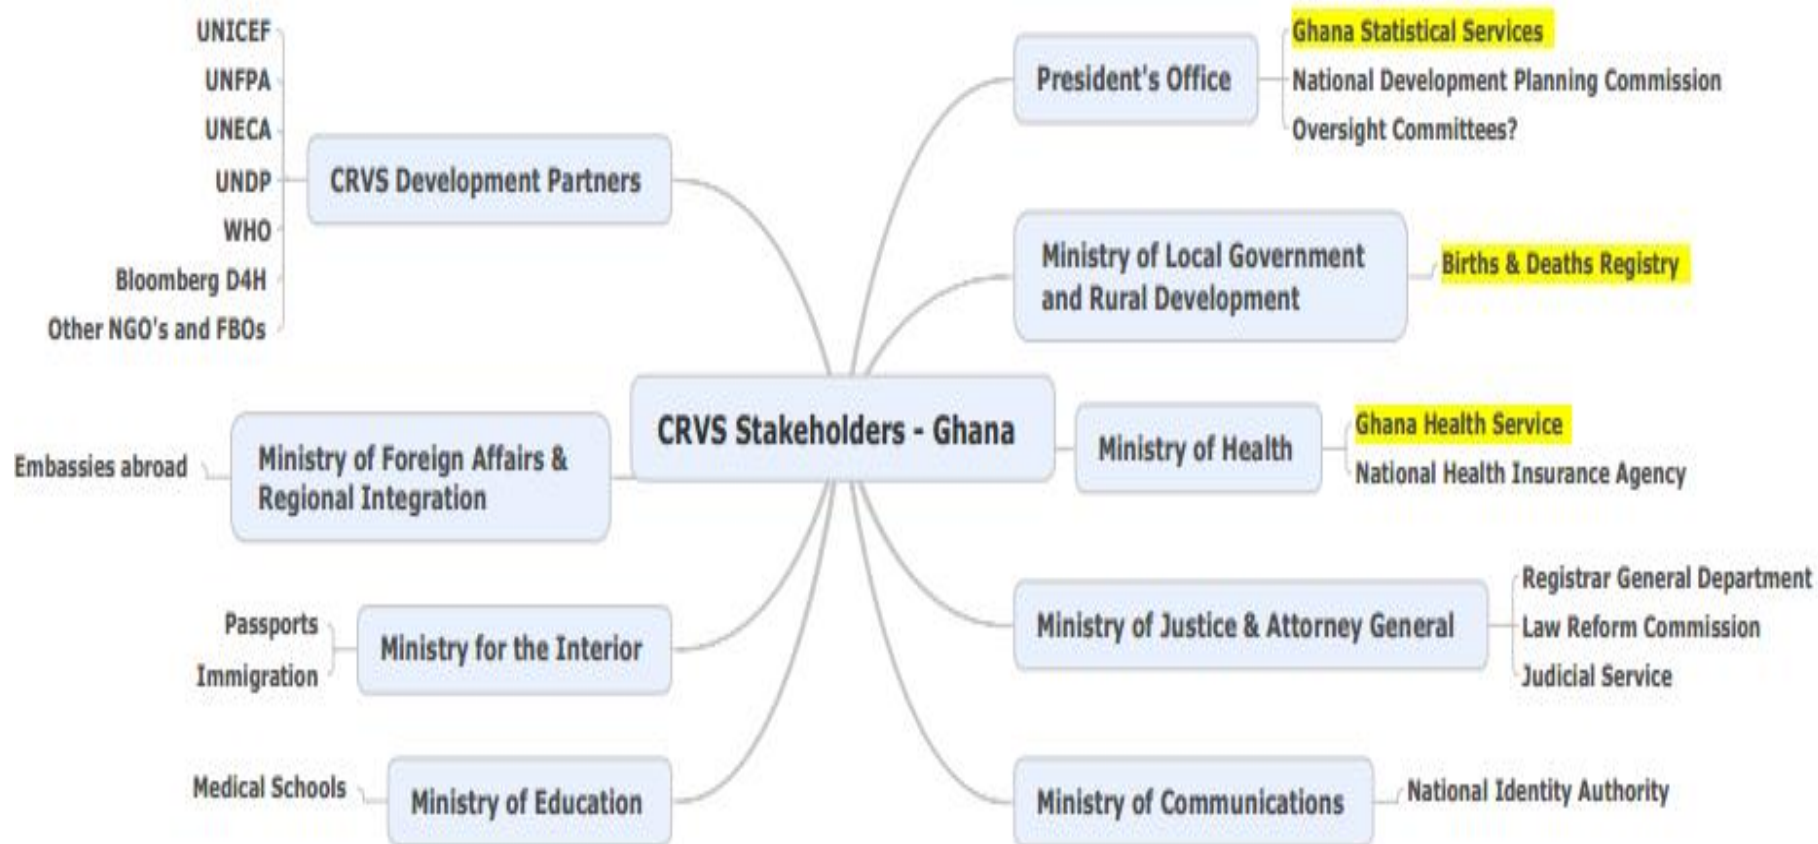 UNICEF
UNFPA
UNECA
UNDP
WHO
Bloomberg D4H
Other NGO's and FBOs
CRVS Development Partners
Embassies abroad
Ministry of Foreign Affairs &
Regional Integration
Passports
Immigration
Ministry for the Interior
Medical Schools
Ministry of Education
CRVS Stakeholders - Ghana
President's Office
Ghana Statistical Services
National Development Planning Commission
Oversight Committees?
Ministry of Local Government
and Rural Development
Births & Deaths Registry
Ministry of Health
Ghana Health Service
National Health Insurance Agency
Ministry of Justice & Attorney General
Registrar General Department
Law Reform Commission
Judicial Service
Ministry of Communications
National Identity Authority